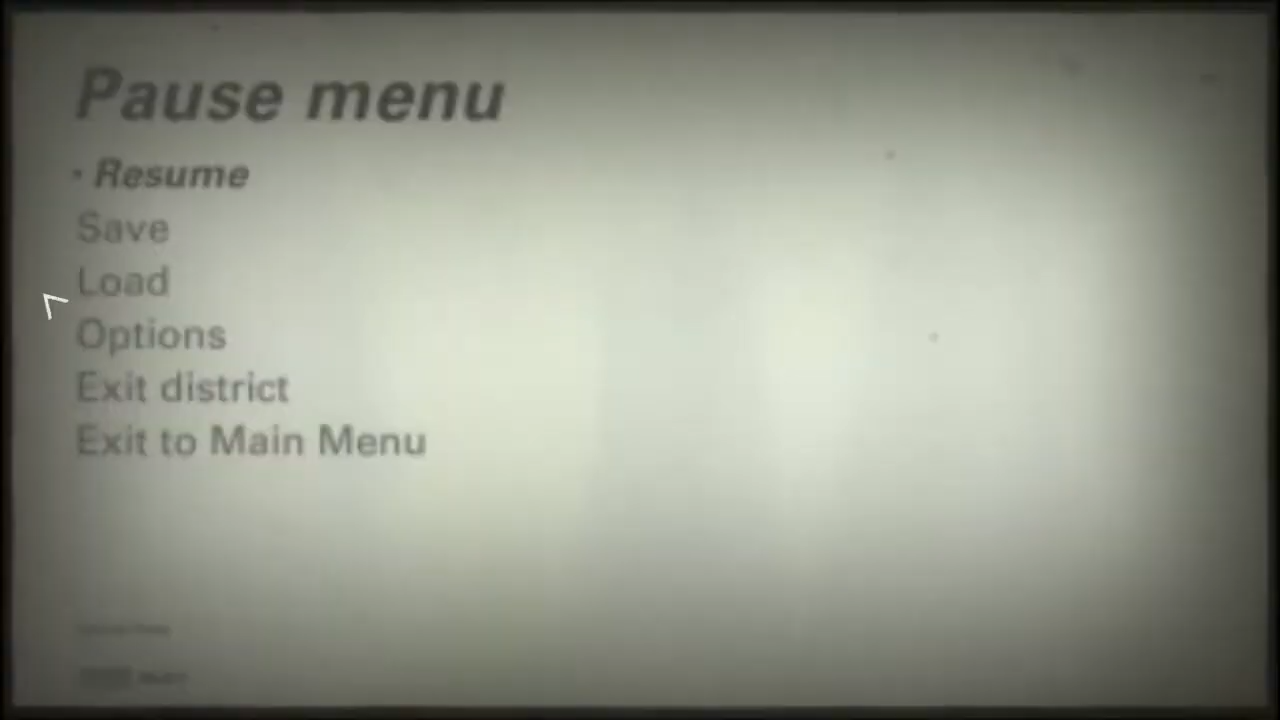 Pause menu
· Resume
Save
Load
Options
Exit district
Exit to Main Menu